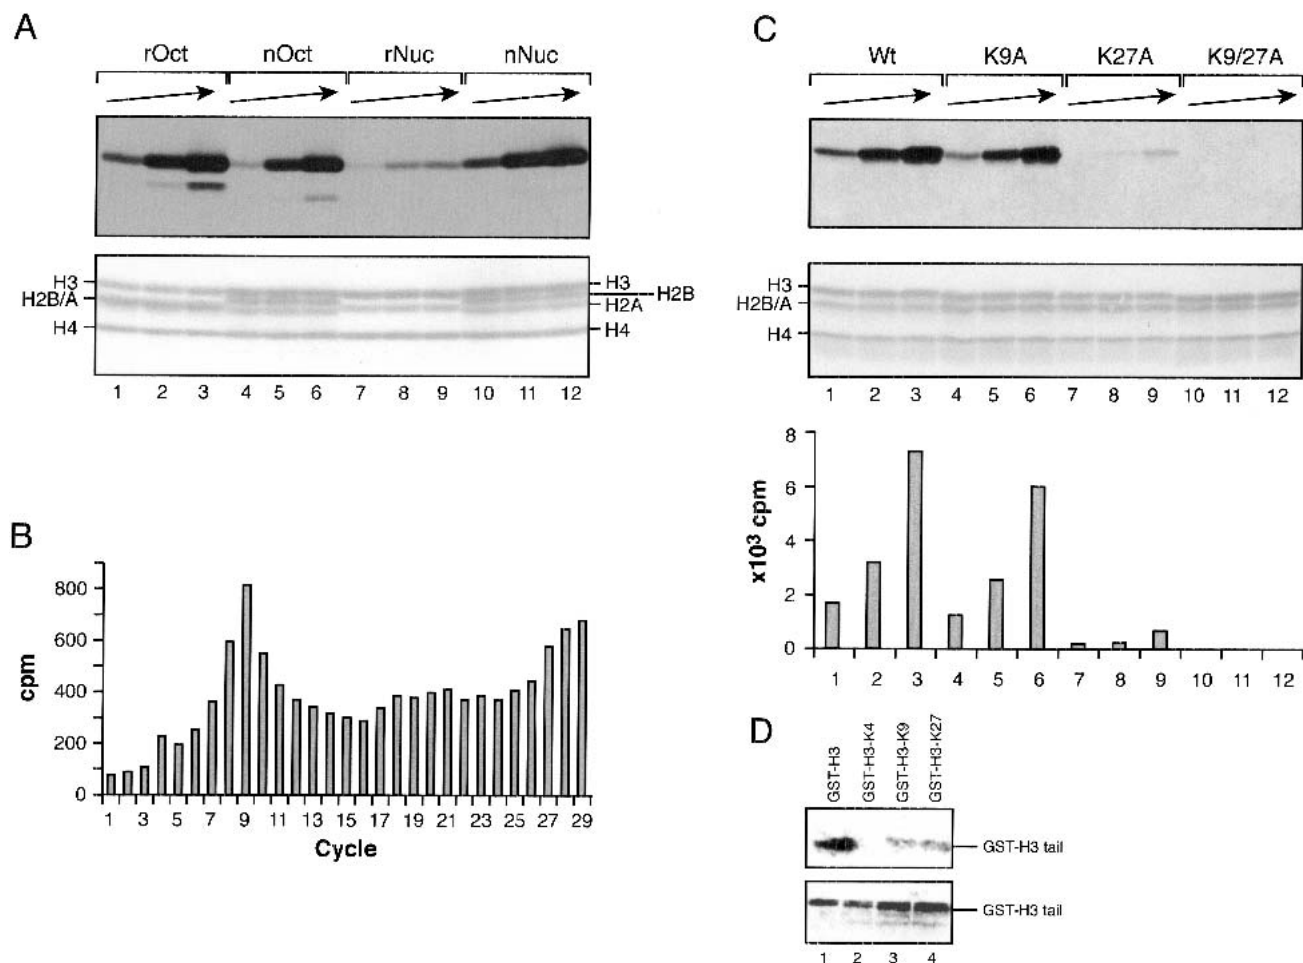 A
rOct nOct rNuc nNuc
H3
H2B/A
H4
H3
H2B
H2A
H4
1 2 3 4 5 6 7 8 9 10 11 12
B
cpm
800
600
400
200
0
1 3 5 7 9 11 13 15 17 19 21 23 25 27 29
Cycle
C
Wt K9A K27A K9/27A
H3
H2B/A
H4
1 2 3 4 5 6 7 8 9 10 11 12
x10³ cpm
8
6
4
2
0
1 2 3 4 5 6 7 8 9 10 11 12
D
GST-H3
GST-H3-K4
GST-H3-K9
GST-H3-K27
GST-H3 tail
GST-H3 tail
1 2 3 4